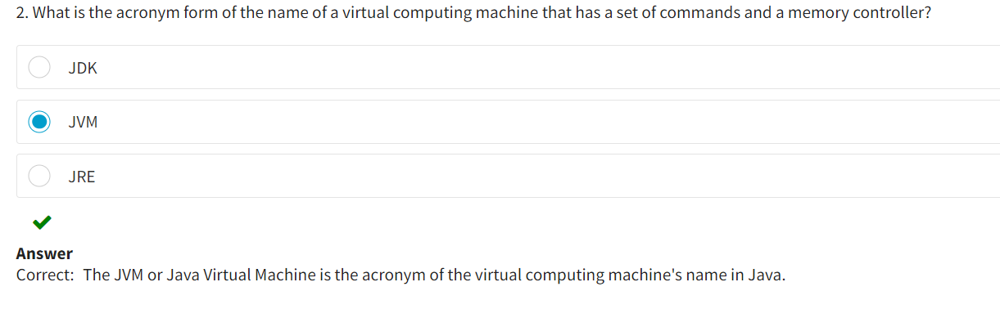 2. What is the acronym form of the name of a virtual computing machine that has a set of commands and a memory controller?
JDK
JVM
JRE
Answer
Correct: The JVM or Java Virtual Machine is the acronym of the virtual computing machine's name in Java.